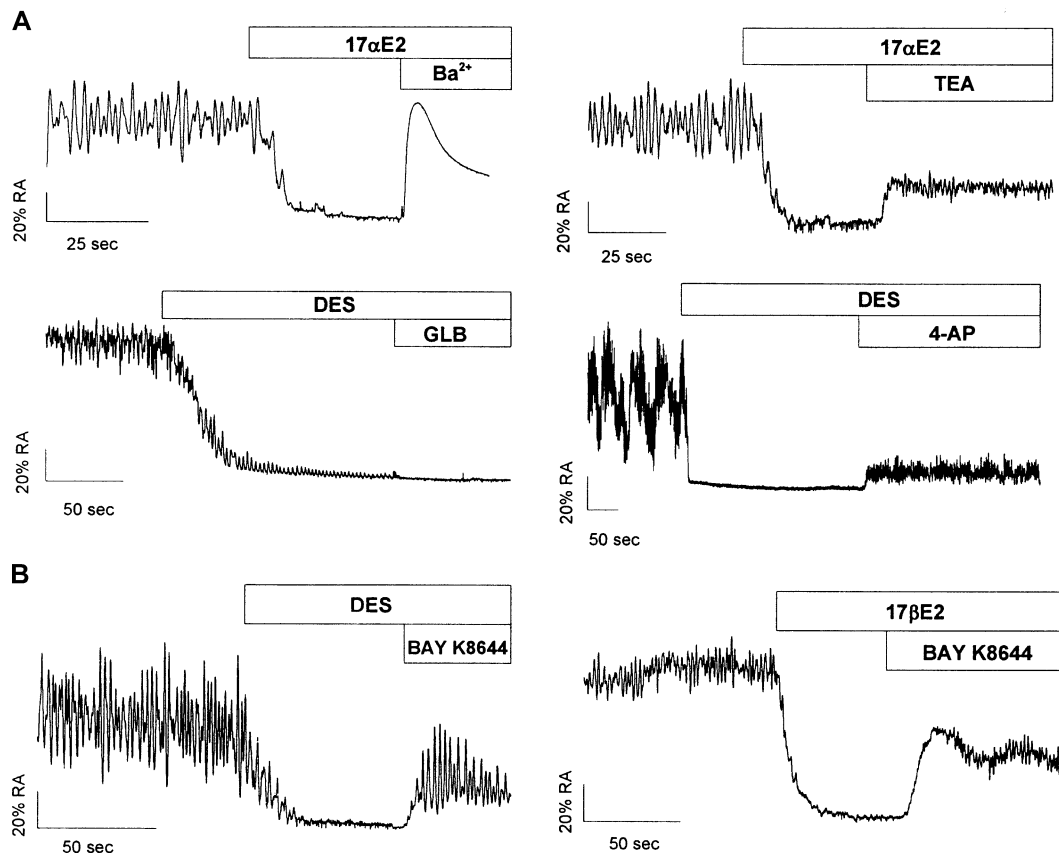 A
17αE2
Ba²⁺
20% RA
25 sec
17αE2
TEA
20% RA
25 sec
DES
GLB
20% RA
50 sec
DES
4-AP
20% RA
50 sec
B
DES
BAY K8644
20% RA
50 sec
17βE2
BAY K8644
20% RA
50 sec